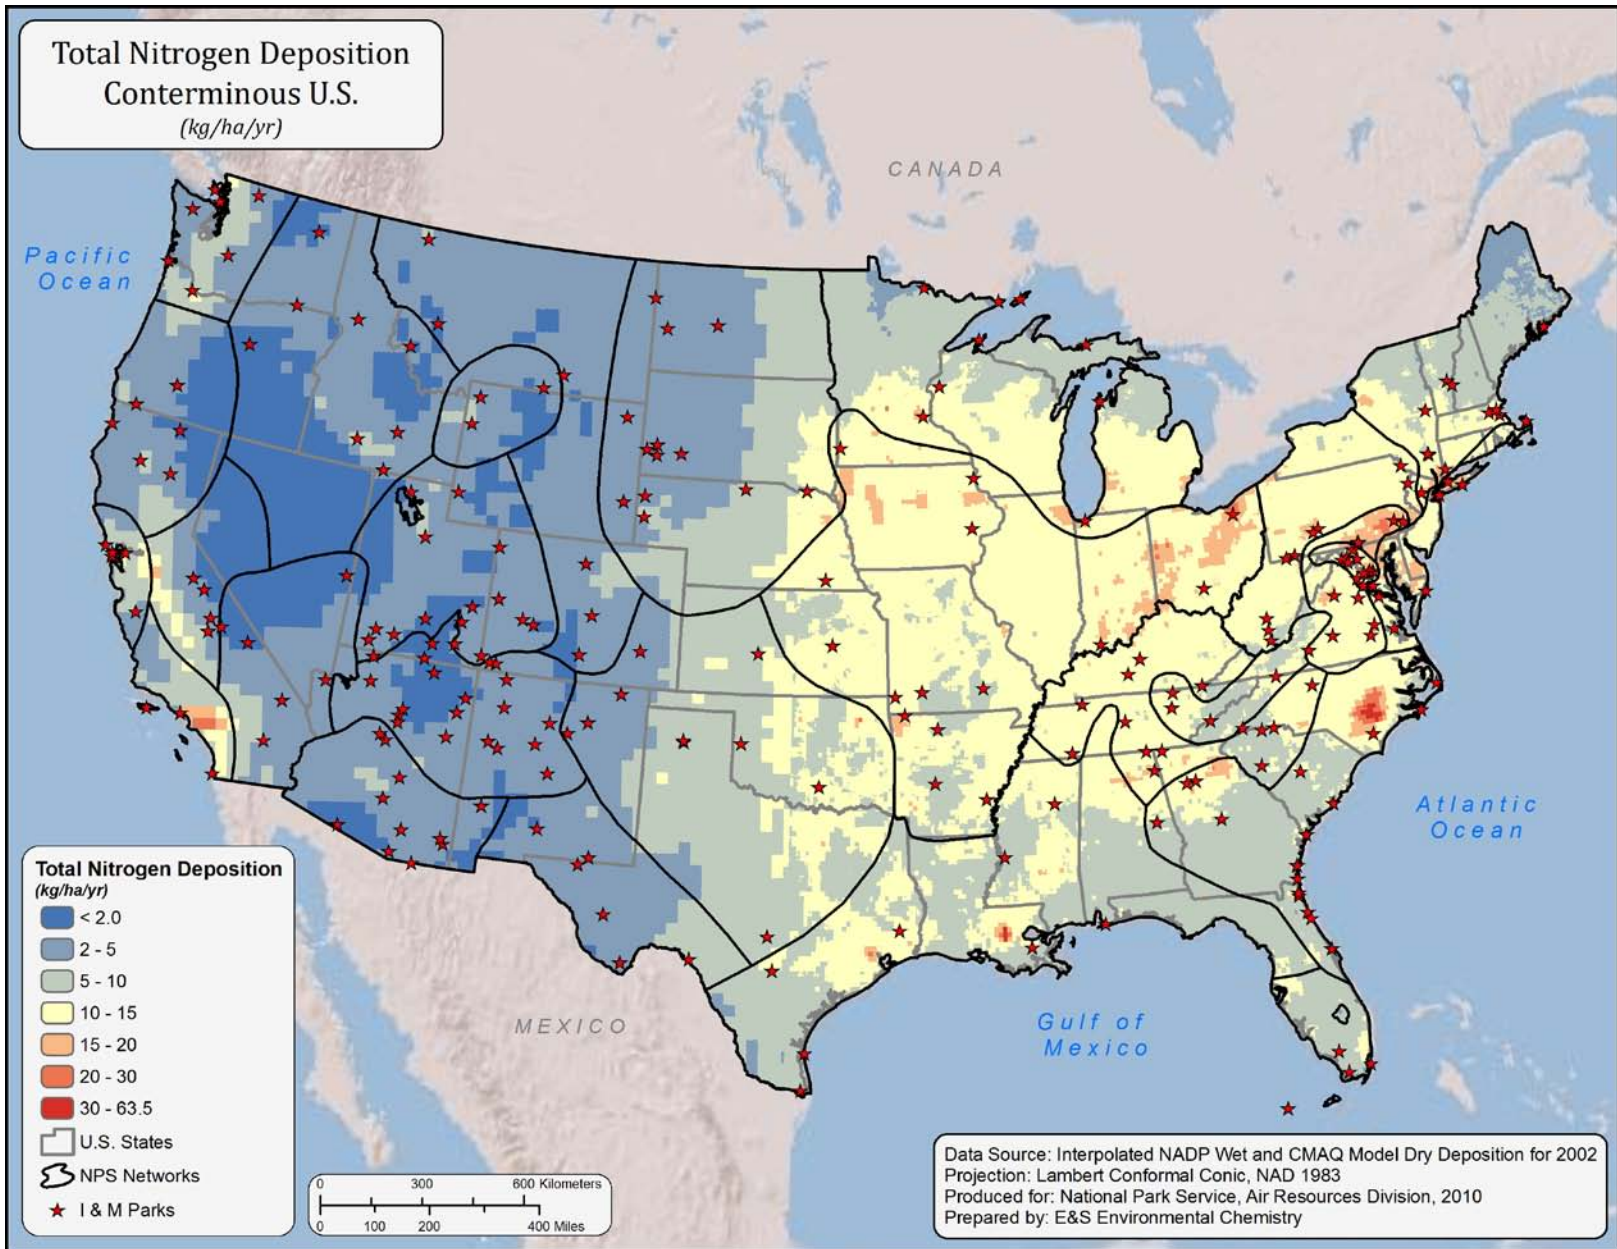 Total Nitrogen Deposition
Conterminous U.S.
(kg/ha/yr)
CANADA
Pacific
Ocean
Atlantic
Ocean
Gulf of
Mexico
MEXICO
Total Nitrogen Deposition
(kg/ha/yr)
< 2.0
2 - 5
5 - 10
10 - 15
15 - 20
20 - 30
30 - 63.5
U.S. States
NPS Networks
I & M Parks
0 300 600 Kilometers
0 100 200 400 Miles
Data Source: Interpolated NADP Wet and CMAQ Model Dry Deposition for 2002
Projection: Lambert Conformal Conic, NAD 1983
Produced for: National Park Service, Air Resources Division, 2010
Prepared by: E&S Environmental Chemistry